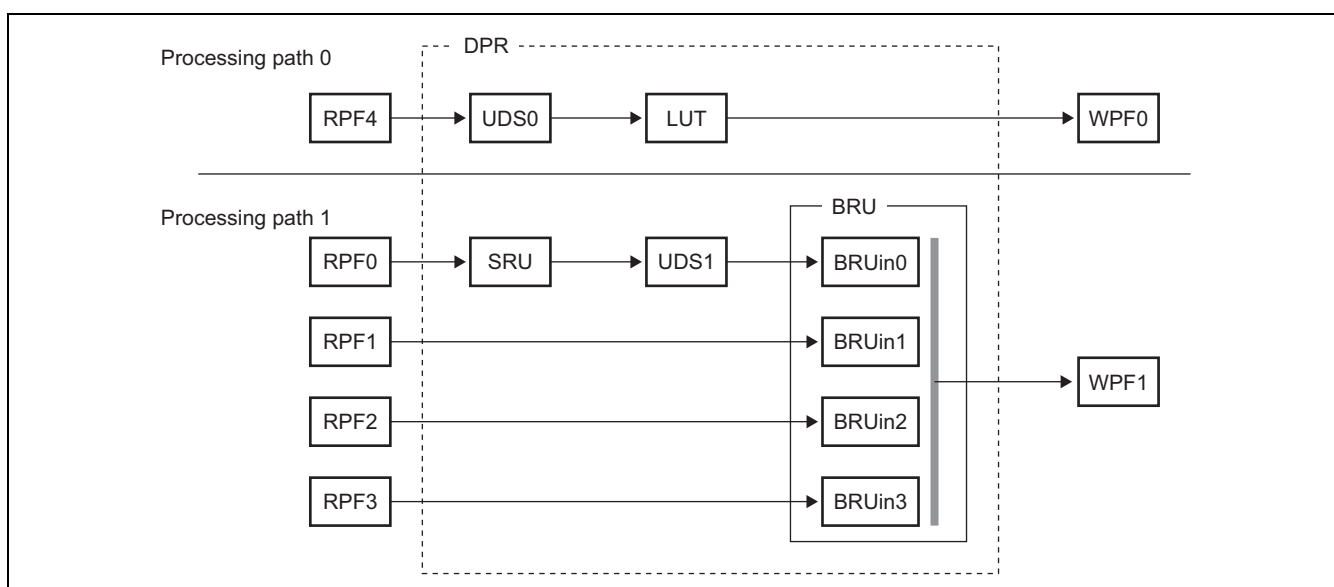 DPR
Processing path 0
RPF4 UDS0 LUT WPF0
Processing path 1
BRU
RPF0 SRU UDS1 BRUin0
RPF1 BRUin1
WPF1
RPF2 BRUin2
RPF3 BRUin3